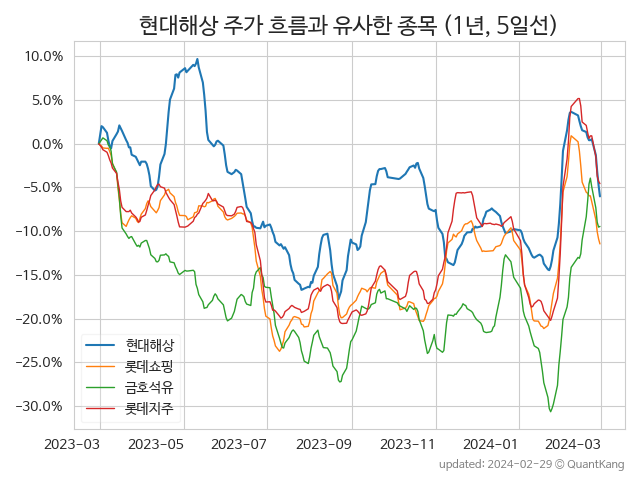 현대해상 주가 흐름과 유사한 종목 (1년, 5일선)
10.0%
5.0%
0.0%
−5.0%
−10.0%
−15.0%
−20.0%
−25.0%
−30.0%
현대해상
롯데쇼핑
금호석유
롯데지주
2023-03 2023-05 2023-07 2023-09 2023-11 2024-01 2024-03
updated: 2024-02-29 ⓒ QuantKang